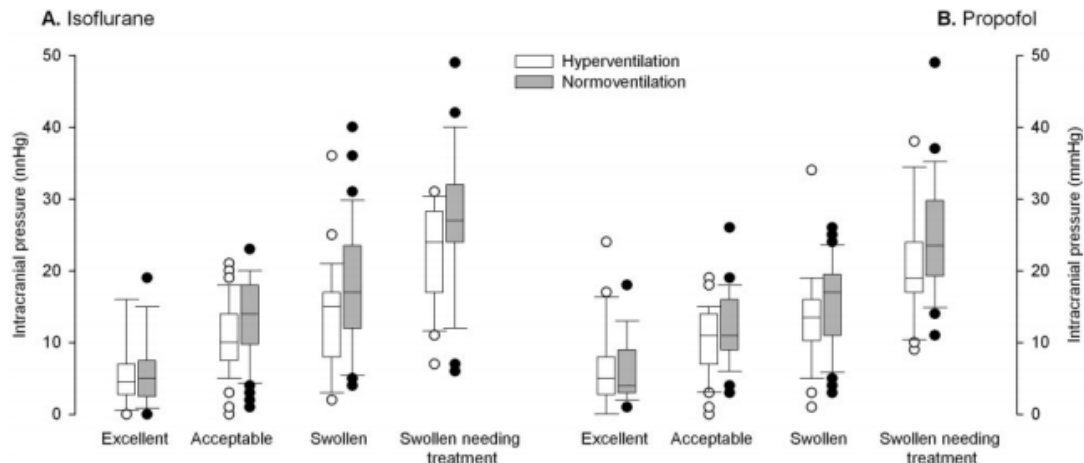 A. Isoflurane
B. Propofol
50
40
30
20
10
0
Intracranial pressure (nnHg)
Hyperventilation
Normoventilation
50
40
30
20
10
0
Intracranial pressure (mmHg)
Excellent
Acceptable
Swollen
Swollen needing
treatment
Excellent
Acceptable
Swollen
Swollen needing
treatment